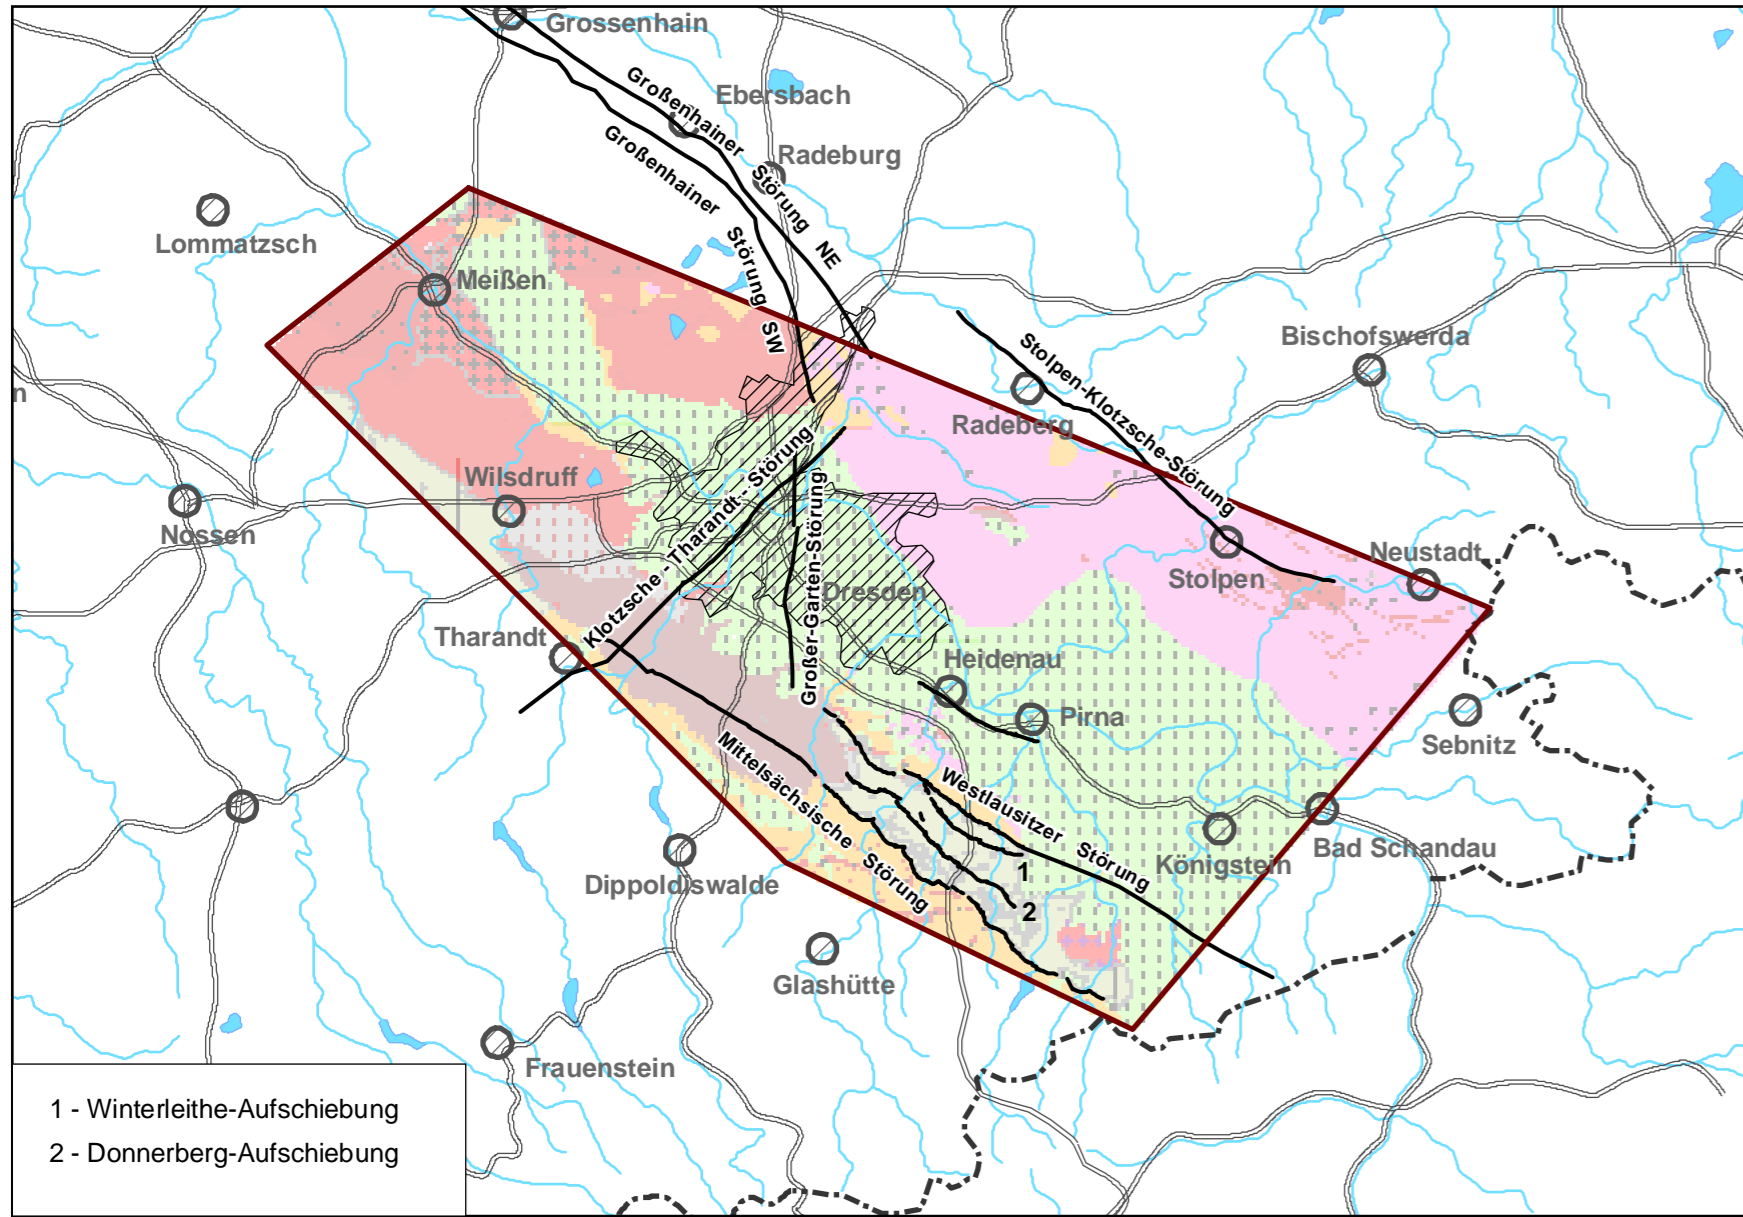 Grossenhain
Ebersbach
Radeburg
Großenhainer Störung NE
Großenhainer Störung SW
Lommatzsch
Meißen
Bischofswerda
Stolpen-Klotzsche-Störung
Radeberg
n
Wilsdruff
Nossen
Klotzsche - Tharandt - Störung
Großer-Garten-Störung
Dresden
Stolpen
Neustadt
Tharandt
Heidenau
Pirna
Sebnitz
Mittelsächsische Störung
Westlausitzer Störung
Königstein
Bad Schandau
Dippoldiswalde
1
2
Glashütte
Frauenstein
1 - Winterleithe-Aufschiebung
2 - Donnerberg-Aufschiebung